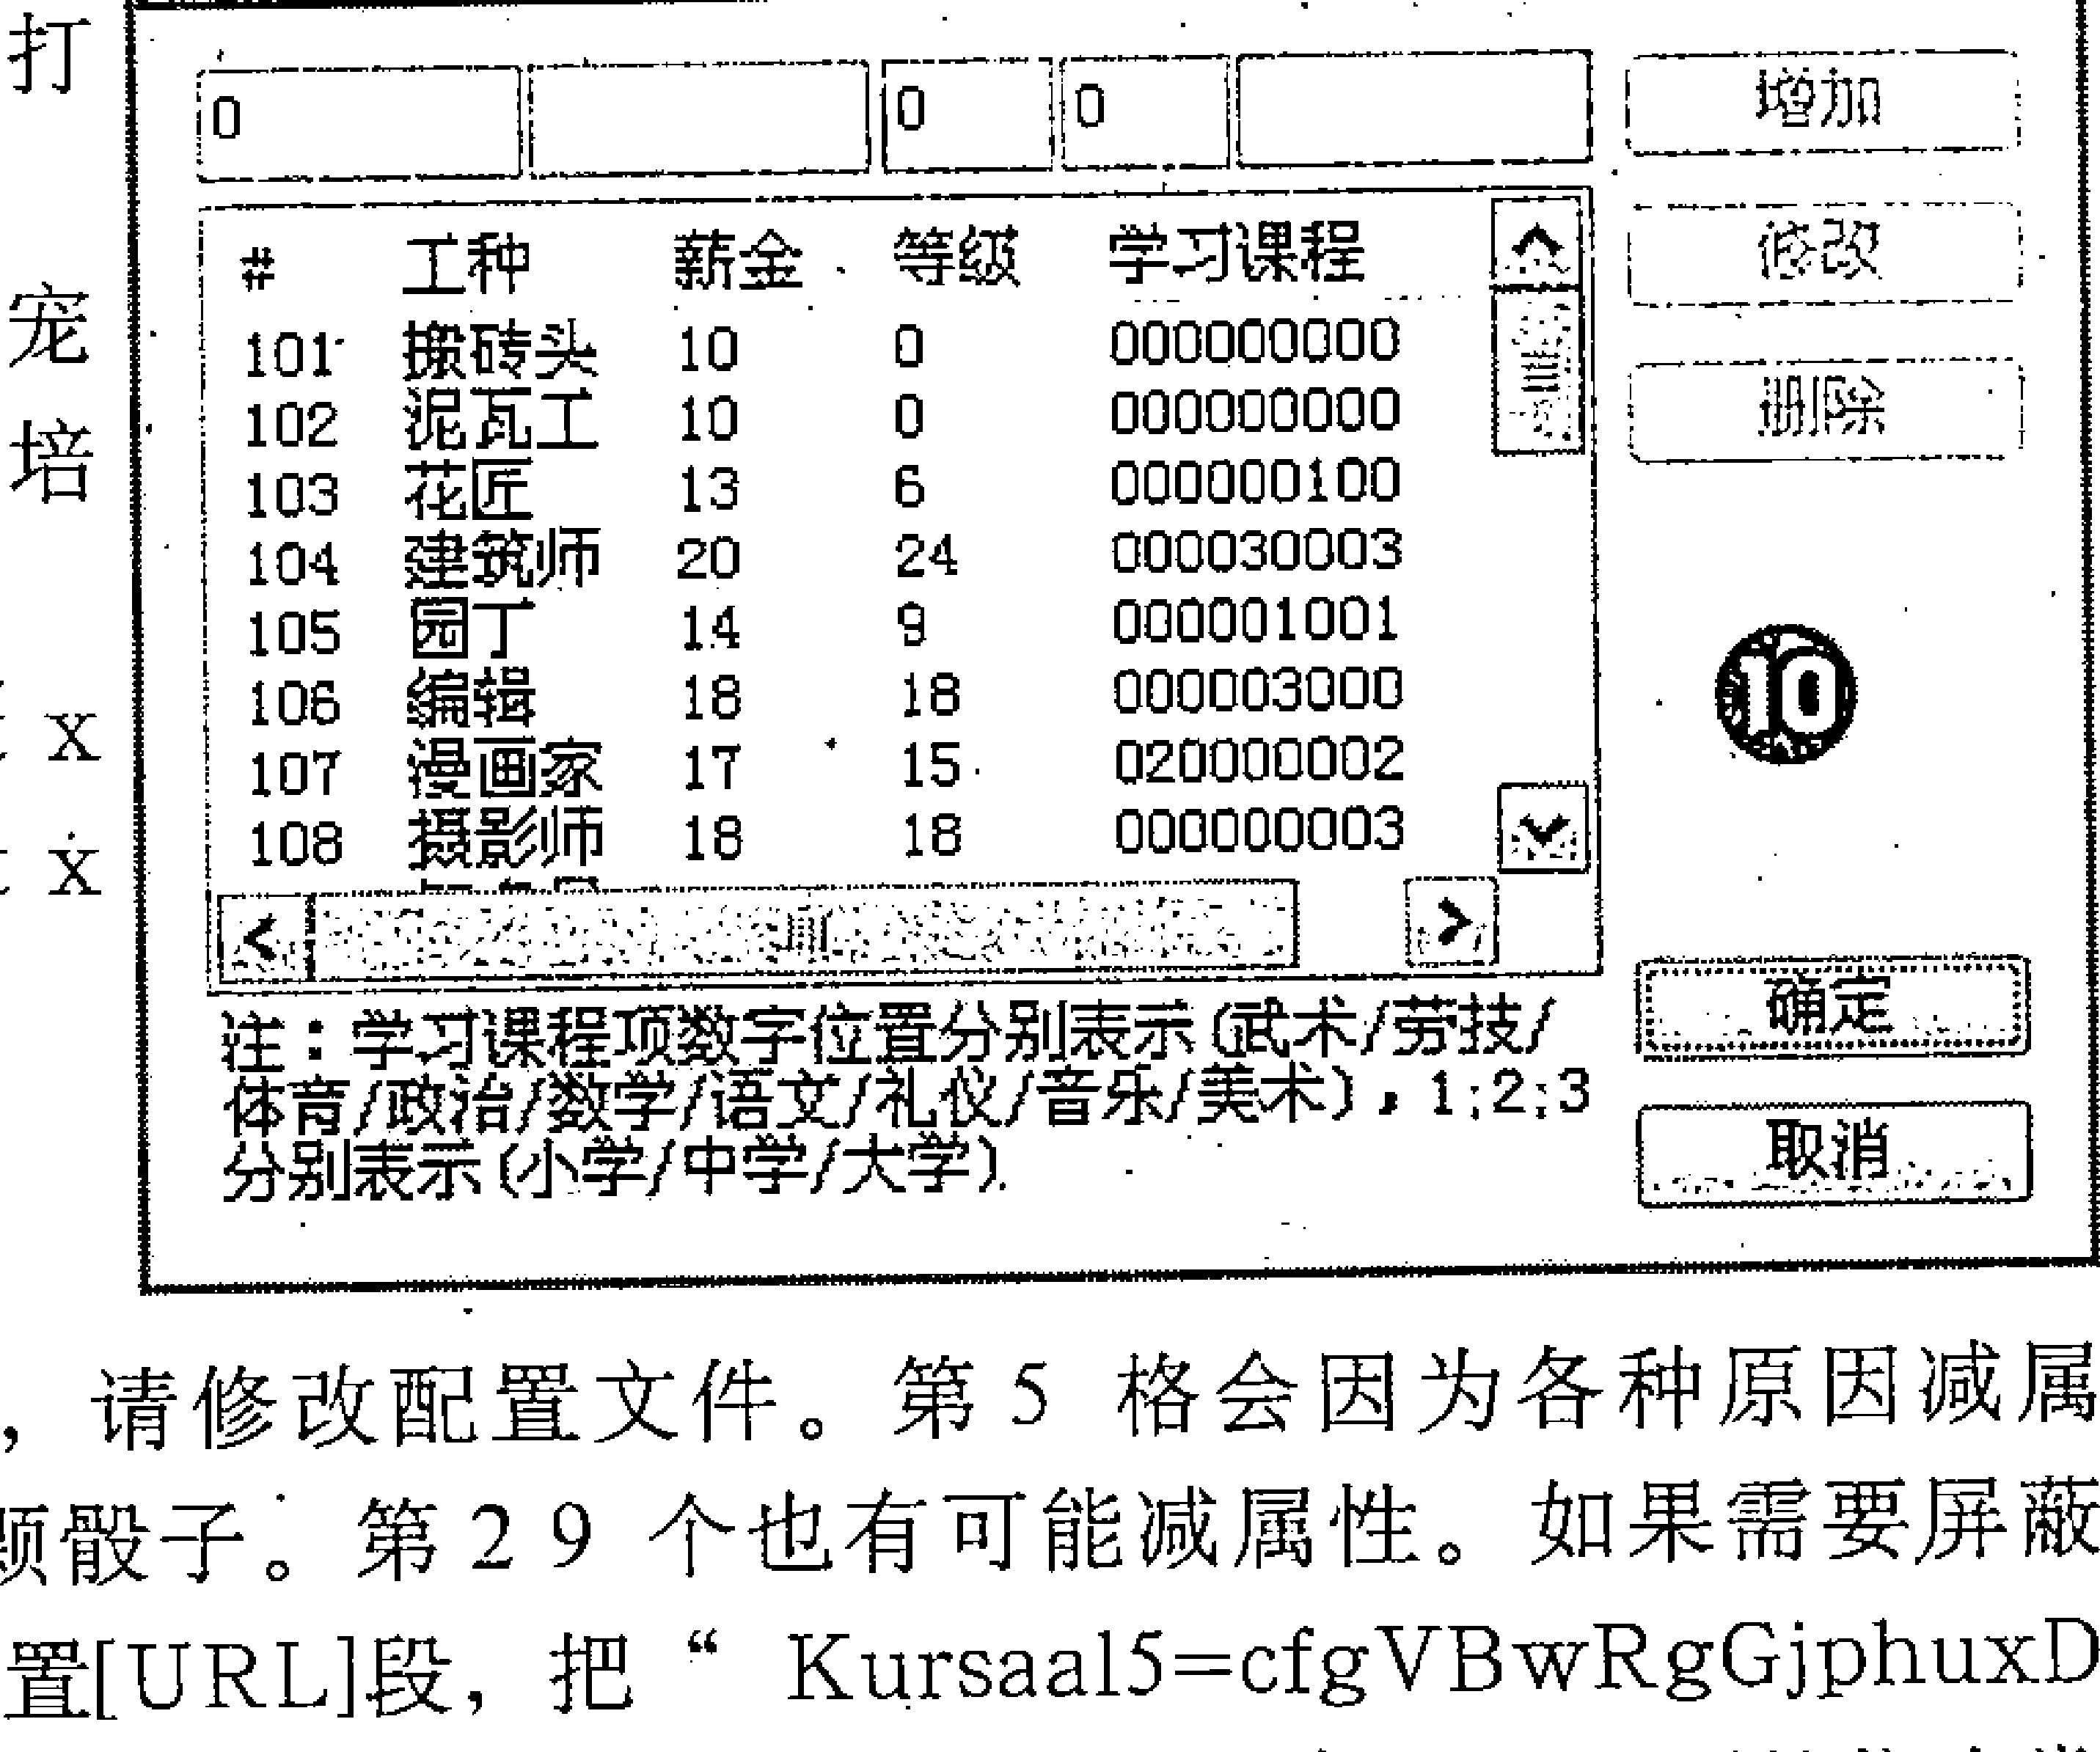 打
0 0 0 增加
修改
# 工种 薪金 等级 学习课程
宠
101 搬砖头 10 0 000000000
102 泥瓦工 10 0 000000000
删除
培
103 花匠 13 6 000000100
104 建筑师 20 24 000030003
105 园丁 14 9 000001001
106 编辑 18 18 000003000
10
x
107 漫画家 17 15 020000002
108 摄影师 18 18 000000003
x
注：学习课程项数字位置分别表示(武术/劳技/
体育/政治/数学/语文/礼仪/音乐/美术)，1;2;3
分别表示(小学/中学/大学).
确定
取消
，请修改配置文件。第5 格会因为各种原因减属
颗骰子。第29 个也有可能减属性。如果需要屏蔽
置[URL]段，把“ Kursaal5=cfgVBwRgGjphuxD